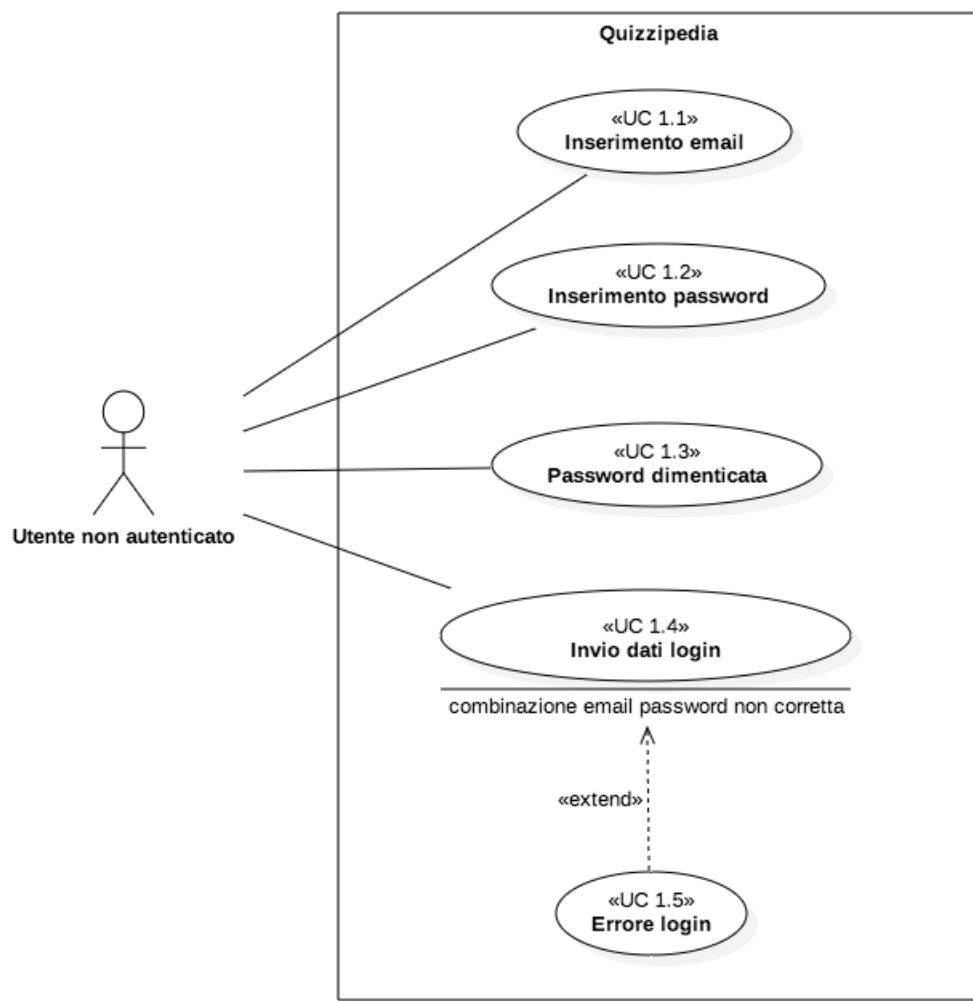 Quizzipedia
«UC 1.1»
Inserimento email
«UC 1.2»
Inserimento password
«UC 1.3»
Password dimenticata
Utente non autenticato
«UC 1.4»
Invio dati login
combinazione email password non corretta
«extend»
«UC 1.5»
Errore login